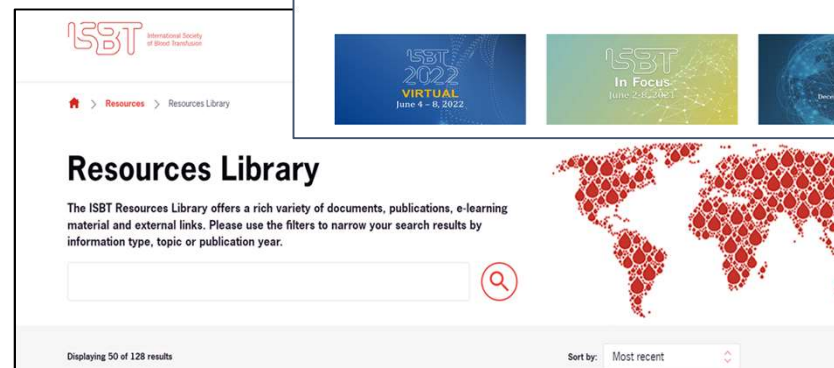 ISBT International Society
of Blood Transfusion
ISBT
2022
VIRTUAL
June 4 – 8, 2022
ISBT
In Focus
June 2-8, 2021
Dece
> Resources > Resources Library
Resources Library
The ISBT Resources Library offers a rich variety of documents, publications, e-learning
material and external links. Please use the filters to narrow your search results by
information type, topic or publication year.
Displaying 50 of 128 results
Sort by: Most recent